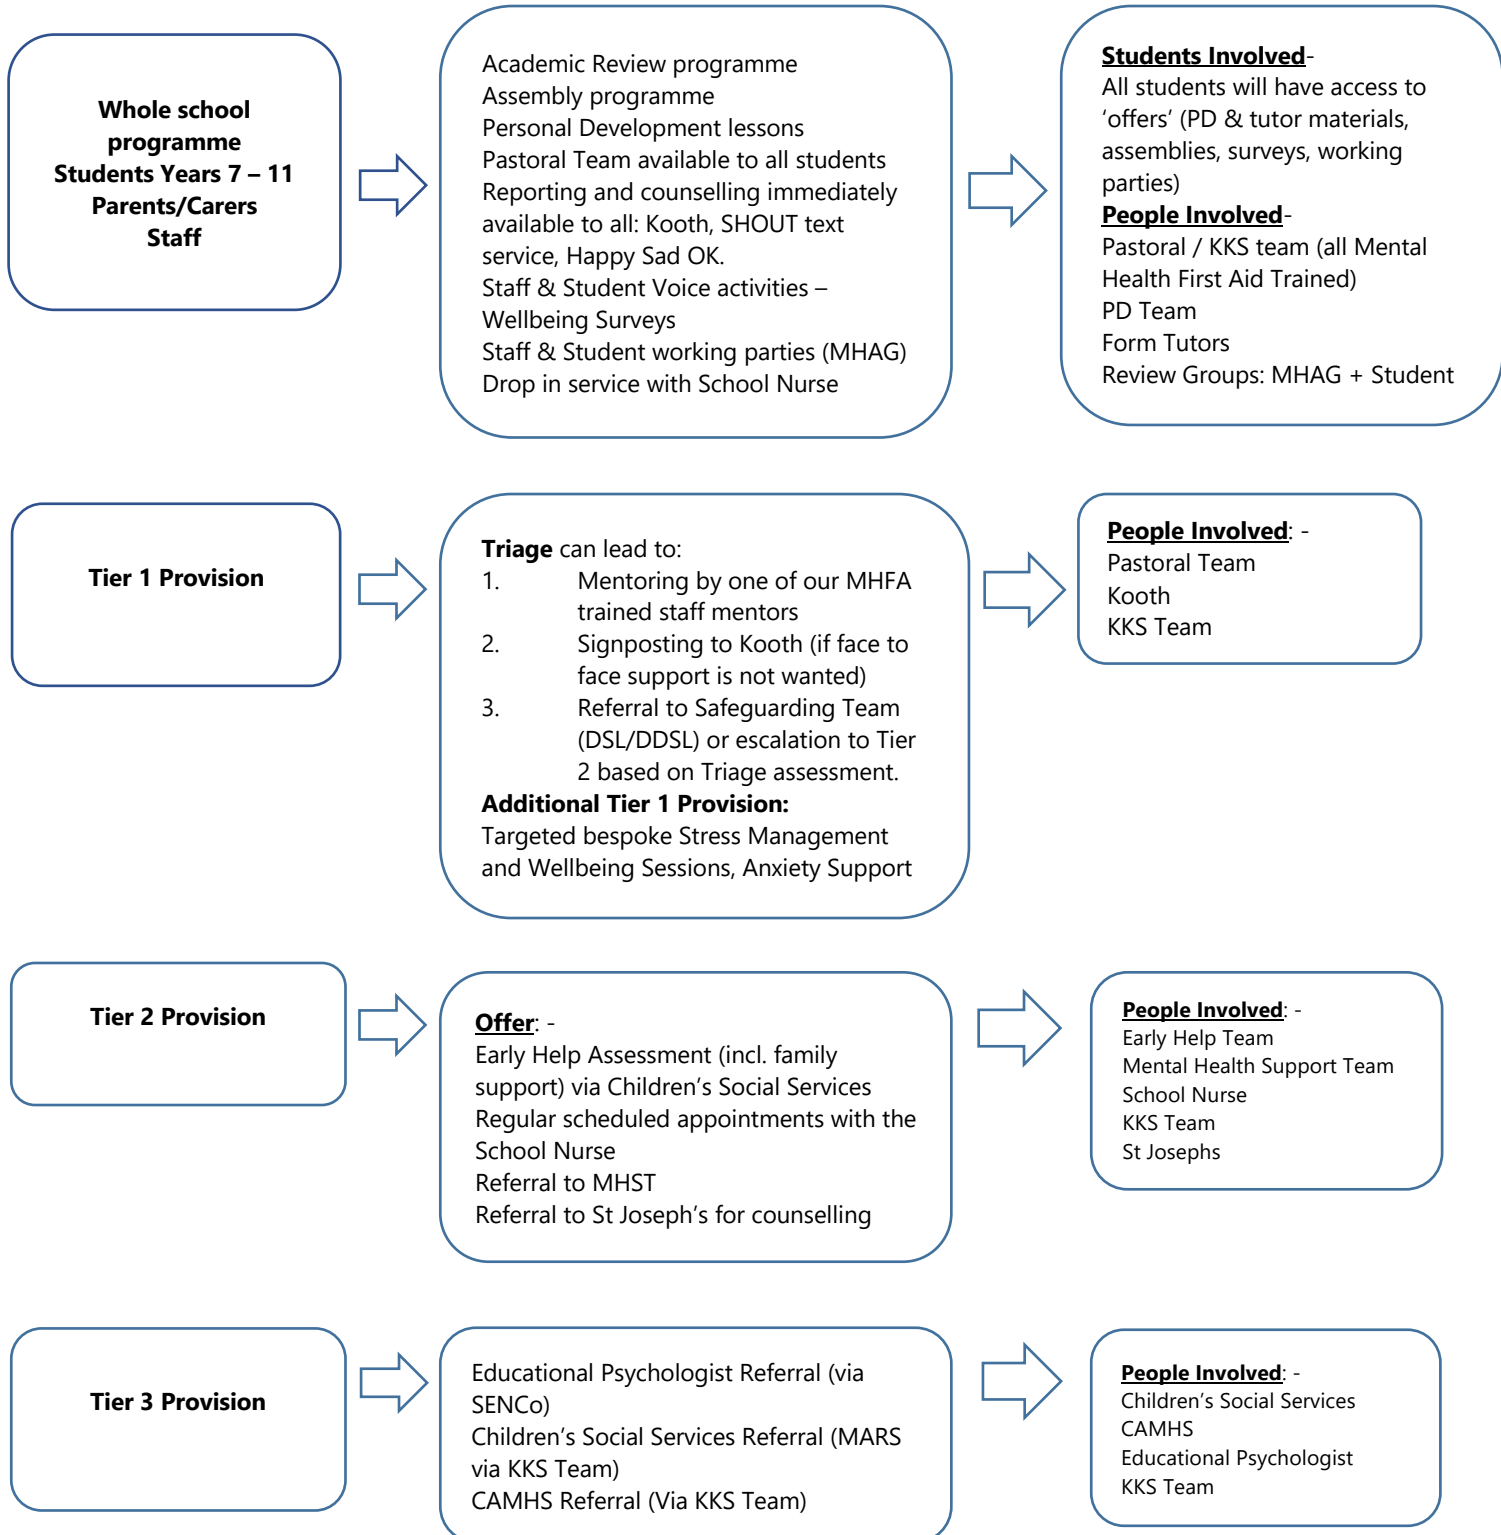 Whole school
programme
Students Years 7 – 11
Parents/Carers
Staff
Academic Review programme
Assembly programme
Personal Development lessons
Pastoral Team available to all students
Reporting and counselling immediately
available to all: Kooth, SHOUT text
service, Happy Sad OK.
Staff & Student Voice activities –
Wellbeing Surveys
Staff & Student working parties (MHAG)
Drop in service with School Nurse
Students Involved-
All students will have access to
‘offers’ (PD & tutor materials,
assemblies, surveys, working
parties)
People Involved-
Pastoral / KKS team (all Mental
Health First Aid Trained)
PD Team
Form Tutors
Review Groups: MHAG + Student
Tier 1 Provision
Triage can lead to:
1. Mentoring by one of our MHFA
trained staff mentors
2. Signposting to Kooth (if face to
face support is not wanted)
3. Referral to Safeguarding Team
(DSL/DDSL) or escalation to Tier
2 based on Triage assessment.
Additional Tier 1 Provision:
Targeted bespoke Stress Management
and Wellbeing Sessions, Anxiety Support
People Involved: -
Pastoral Team
Kooth
KKS Team
Tier 2 Provision
Offer: -
Early Help Assessment (incl. family
support) via Children’s Social Services
Regular scheduled appointments with the
School Nurse
Referral to MHST
Referral to St Joseph’s for counselling
People Involved: -
Early Help Team
Mental Health Support Team
School Nurse
KKS Team
St Josephs
Tier 3 Provision
Educational Psychologist Referral (via
SENCo)
Children’s Social Services Referral (MARS
via KKS Team)
CAMHS Referral (Via KKS Team)
People Involved: -
Children’s Social Services
CAMHS
Educational Psychologist
KKS Team